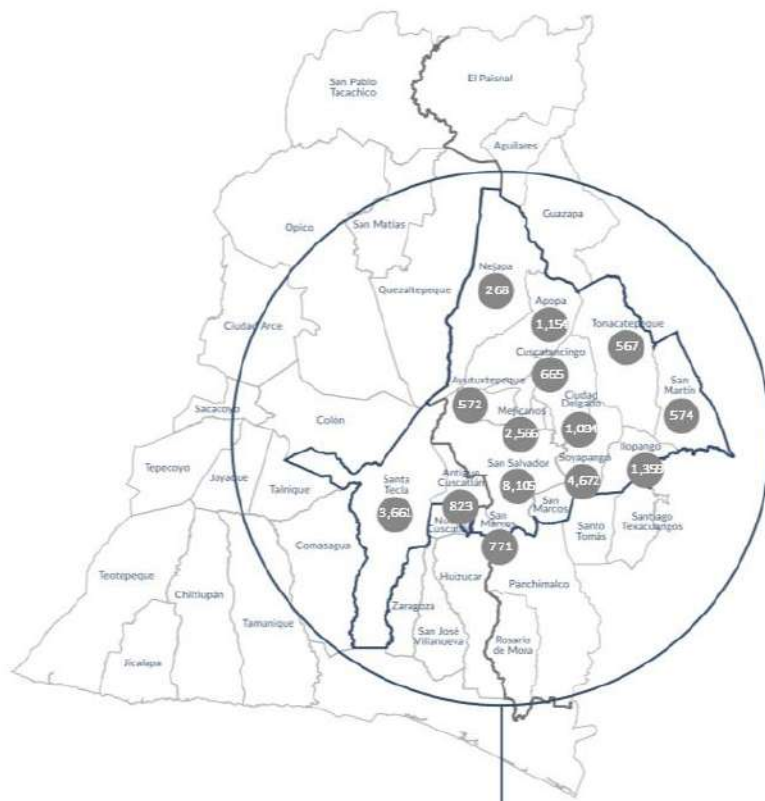 San Pablo
Tacachico
El Paisnal
Aguilares
Guazapa
Opico
San Matías
Nejapa
268
Quezaltepeque
Apopa
Tonacatepeque
567
Ciudad Arce
Cuscatancingo
665
San
Martín
574
Ayutuxtepeque
572
Ciudad
Delgado
Sacacoyo
Colón
Mejicanos
2,566
Ilopango
Soyapango
4,672
Tepecoyo
Jayaque
Talnique
Santa
Tecla
3,661
Antiguo
Cuscatlán
823
San Salvador
8,105
San
Marcos
San
Marcos
Santo
Tomás
Santiago
Texacuangos
Comasagua
771
Teotepeque
Chiltiupán
Huizucar
Panchimalco
Tamanique
Zaragoza
San José
Villanueva
Rosario
de Mora
Jicalapa